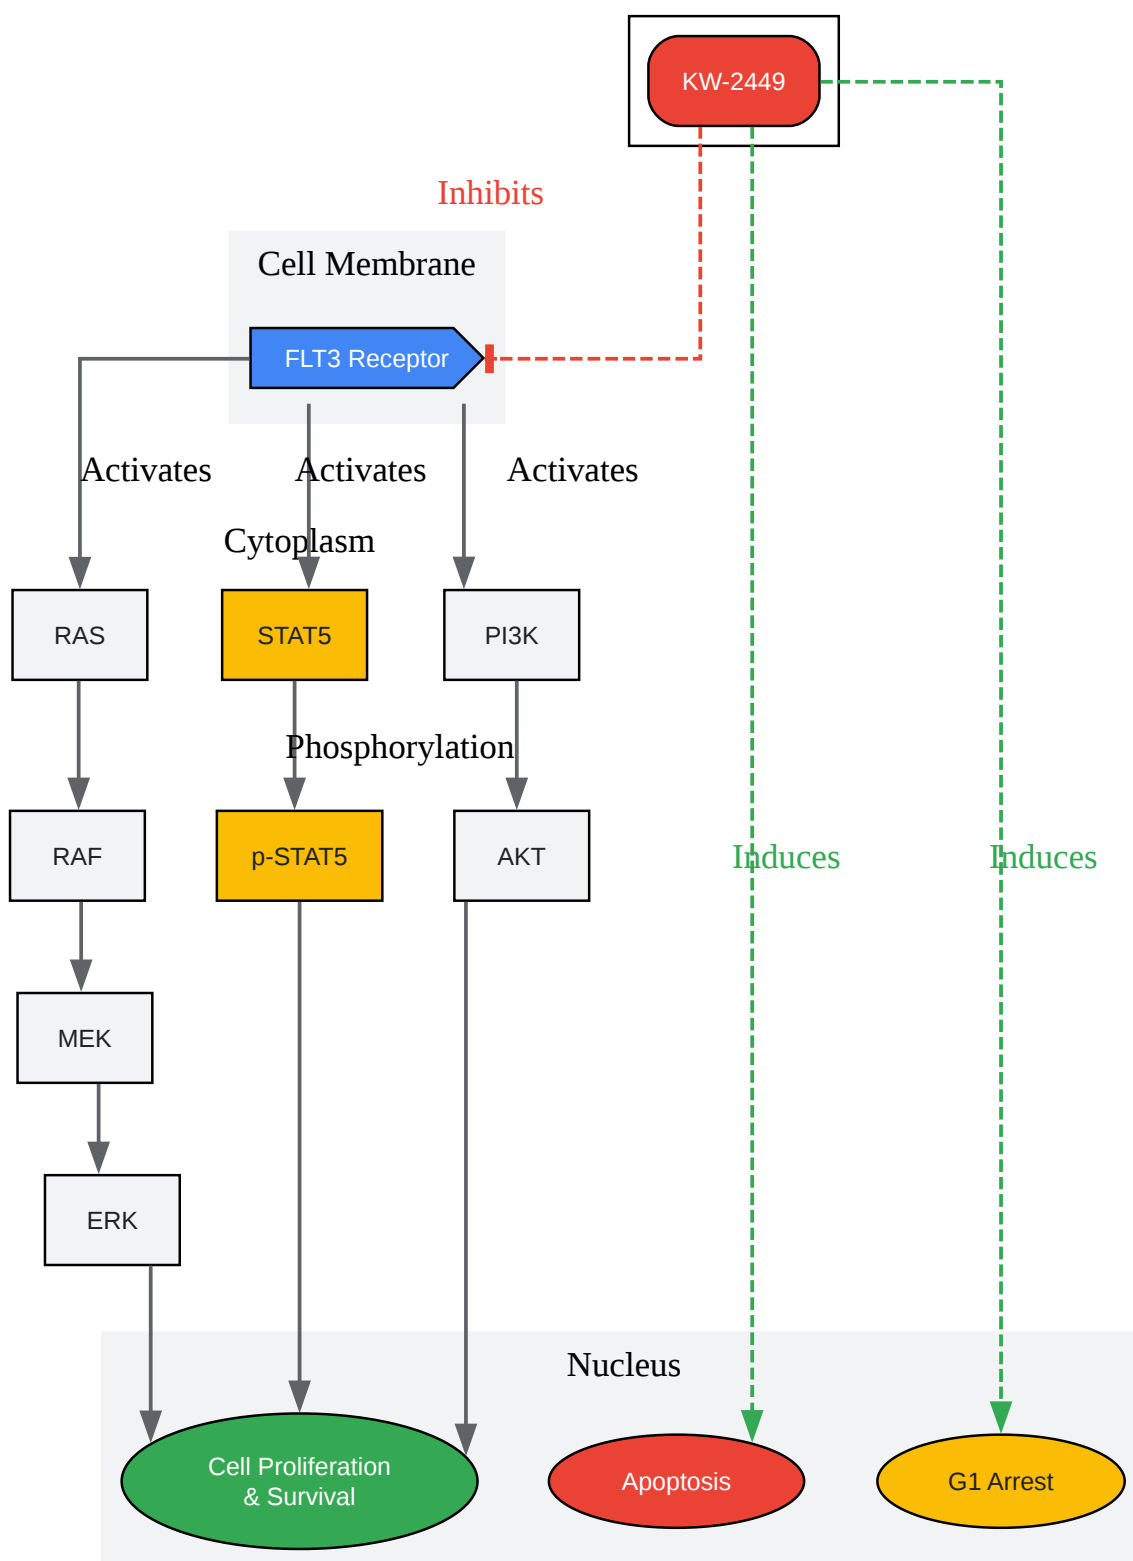 KW-2449
Inhibits
Cell Membrane
FLT3 Receptor
Activates
Activates
Activates
Cytoplasm
RAS
STAT5
PI3K
Phosphorylation
RAF
p-STAT5
AKT
Induces
Induces
MEK
ERK
Nucleus
Cell Proliferation
& Survival
Apoptosis
G1 Arrest